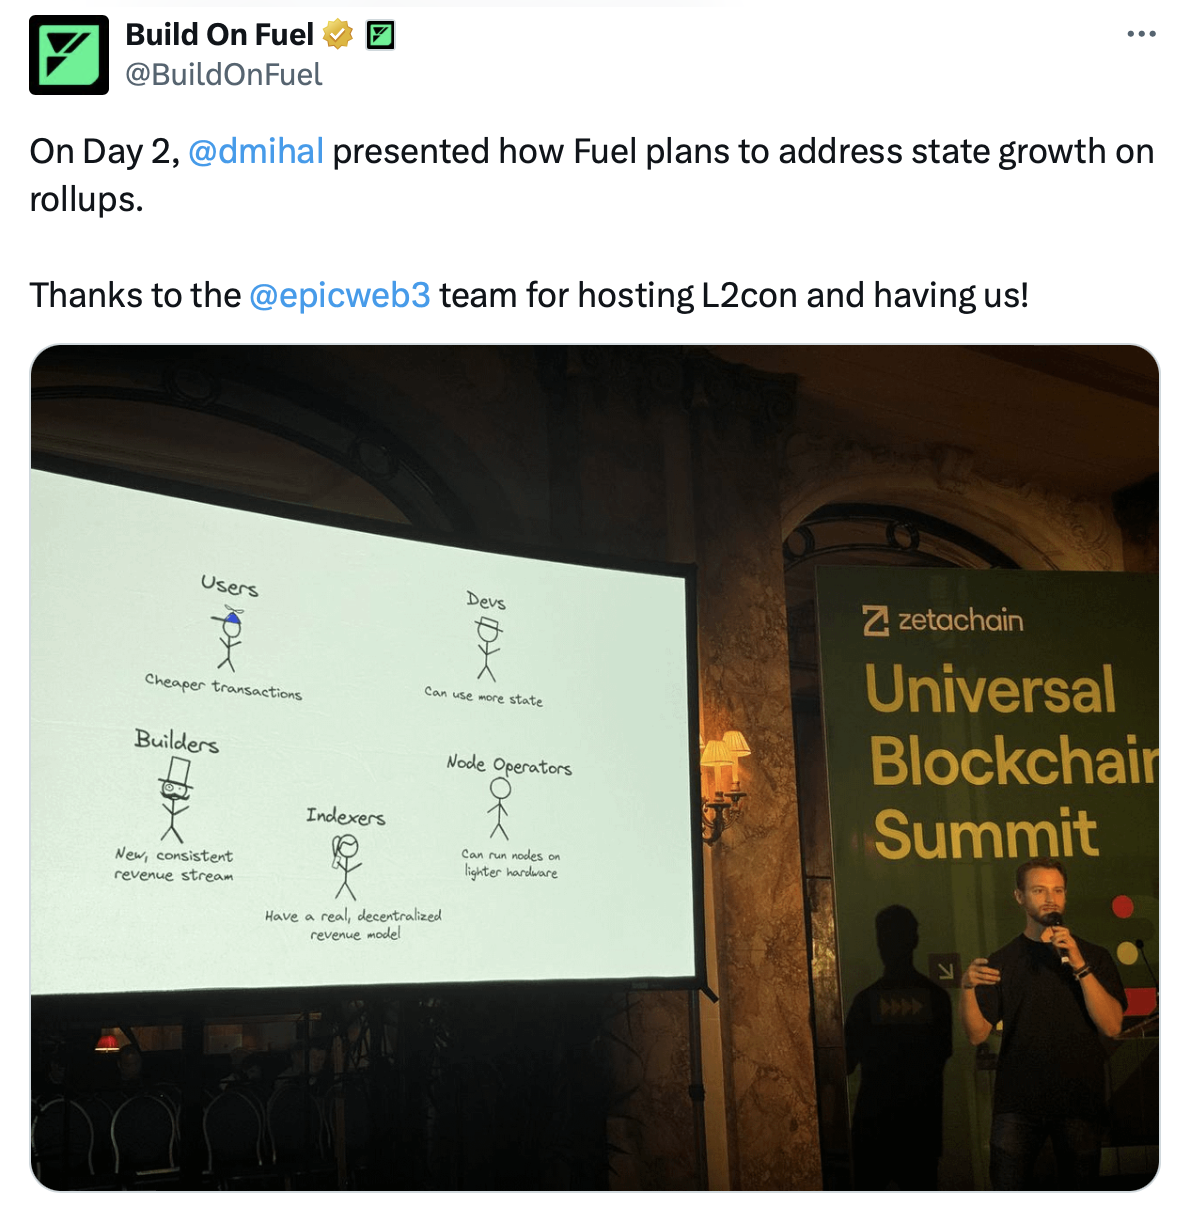 Build On Fuel
@BuildOnFuel
On Day 2, @dmihal presented how Fuel plans to address state growth on
rollups.
Thanks to the @epicweb3 team for hosting L2con and having us!
Users
Cheaper transactions
Devs
Can use more state
Builders
New, consistent
revenue stream
Indexers
Have a real, decentralized
revenue model
Node Operators
Can run nodes on
lighter hardware
zetachain
Universal
Blockchain
Summit